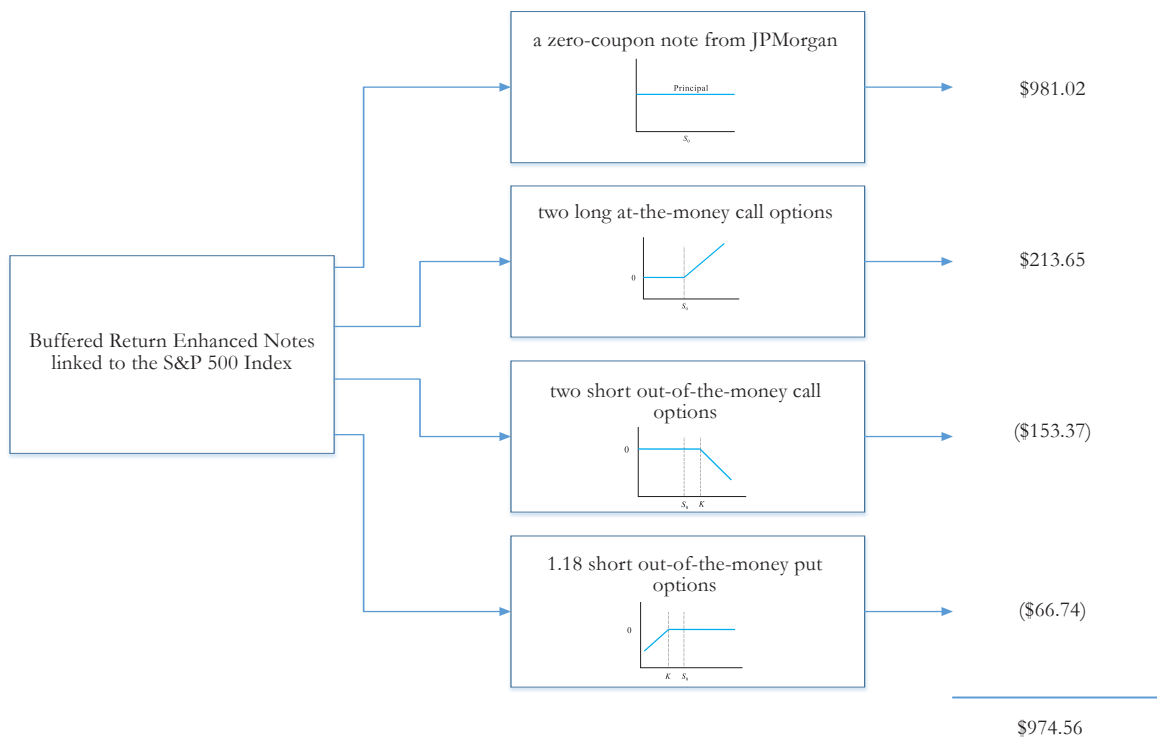 a zero-coupon note from JPMorgan
Principal
S₀
$981.02
two long at-the-money call options
0
S₀
$213.65
Buffered Return Enhanced Notes
linked to the S&P 500 Index
two short out-of-the-money call
options
0
S₀ K
($153.37)
1.18 short out-of-the-money put
options
0
K S₀
($66.74)
$974.56